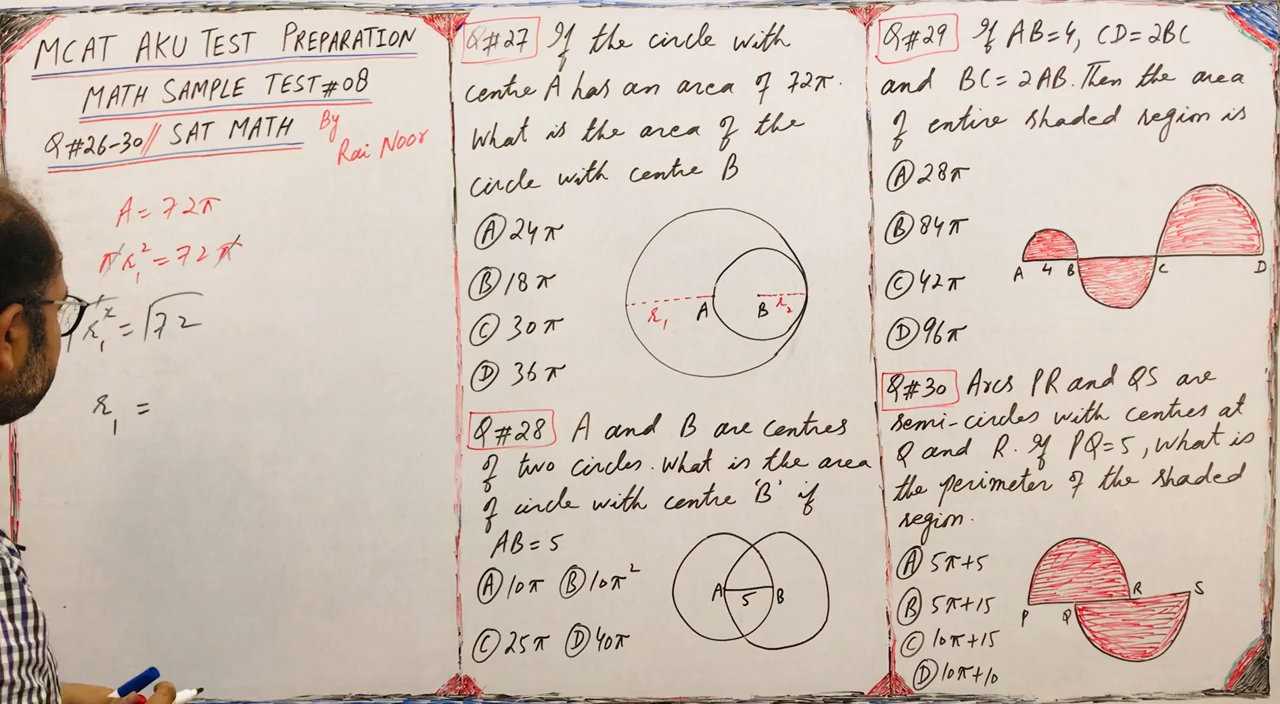 MCAT AKU TEST PREPARATION
MATH SAMPLE TEST #08
Q#26-30// SAT MATH
By
Rai Noor
A = 72π
πr₁² = 72π
r₁² = √72
r₁ =
Q#27 If the circle with
centre A has an area of 72π.
What is the area of the
circle with centre B
Ⓐ 24π
Ⓑ 18π
Ⓒ 30π
Ⓓ 36π
r₁ A B r₂
Q#28 A and B are centres
of two circles. What is the area
of circle with centre 'B' if
AB = 5
Ⓐ 10π Ⓑ 10π²
Ⓒ 25π Ⓓ 40π
A 5 B
Q#29 If AB=4, CD=2BC
and BC=2AB. Then the area
of entire shaded region is
Ⓐ 28π
Ⓑ 84π
Ⓒ 42π
Ⓓ 96π
A 4 B C D
Q#30 Arcs PR and QS are
semi-circles with centres at
Q and R. If PQ=5, What is
the perimeter of the shaded
region.
Ⓐ 5π+5
Ⓑ 5π+15
Ⓒ 10π+15
Ⓓ 10π+10
P Q R S